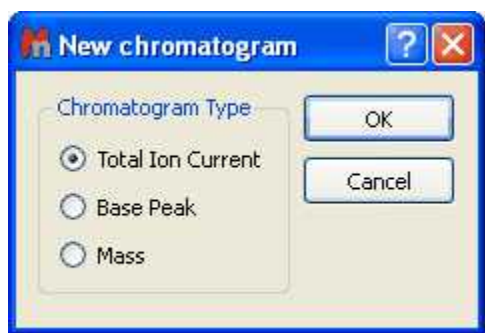 New chromatogram
?
Chromatogram Type
Total Ion Current
Base Peak
Mass
OK
Cancel